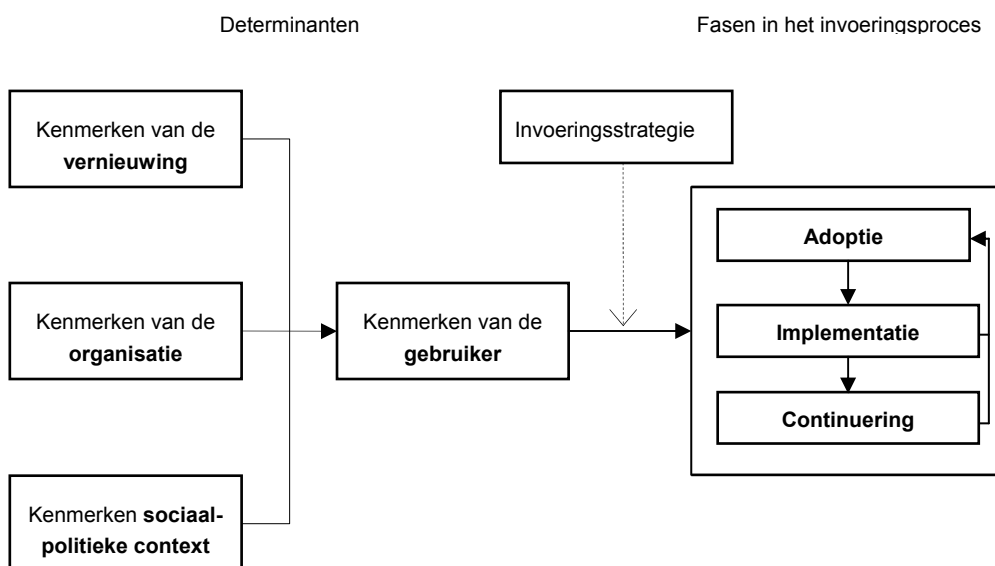 Determinanten
Fasen in het invoeringsproces
Kenmerken van de
vernieuwing
Invoeringsstrategie
Adoptie
Kenmerken van de
organisatie
Kenmerken van de
gebruiker
Implementatie
Continuering
Kenmerken sociaal-
politieke context